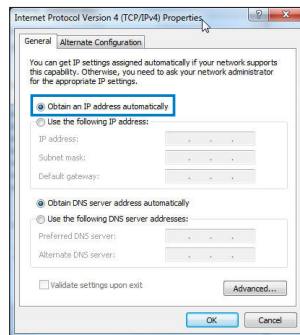 Internet Protocol Version 4 (TCP/IPv4) Properties
General
Alternate Configuration
You can get IP settings assigned automatically if your network supports
this capability. Otherwise, you need to ask your network administrator
for the appropriate IP settings.
Obtain an IP address automatically
Use the following IP address:
IP address:
Subnet mask:
Default gateway:
Obtain DNS server address automatically
Use the following DNS server addresses:
Preferred DNS server:
Alternate DNS server:
Validate settings upon exit
Advanced...
OK
Cancel